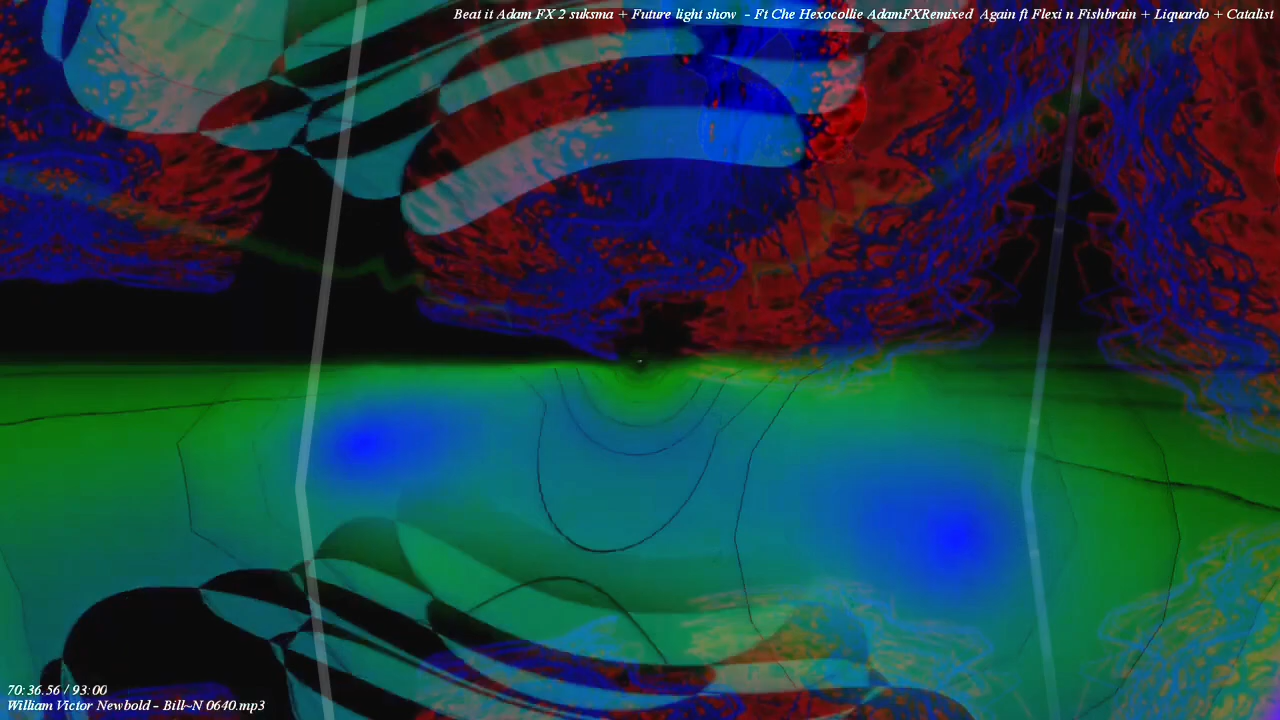 Beat it Adam FX 2 suksma + Future light show - Ft Che Hexocollie AdamFXRemixed Again ft Flexi n Fishbrain + Liquardo + Catalist
70:36.56 / 93:00
William Victor Newbold - Bill~N 0640.mp3